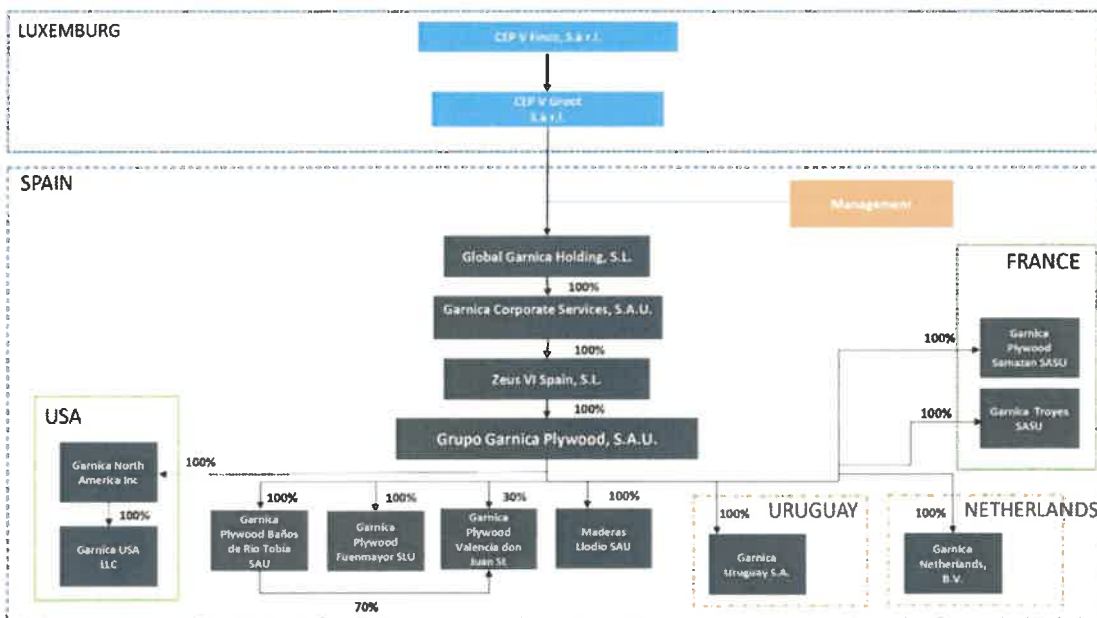 LUXEMBURG
CEP V Finco, S.à r.l.
CEP V Groot
S.à r.l.
SPAIN
Management
Global Garnica Holding, S.L.
100%
Garnica Corporate Services, S.A.U.
100%
Zeus VI Spain, S.L.
100%
Grupo Garnica Plywood, S.A.U.
FRANCE
100%
Garnica
Plywood
Samazan SASU
100%
Garnica Troyes
SASU
USA
100%
Garnica North
America Inc
100%
Garnica USA
LLC
100%
Garnica
Plywood Baños
de Rio Tobia
SAU
100%
Garnica
Plywood
Fuenmayor SLU
30%
Garnica
Plywood
Valencia don
Juan SL
100%
Maderas
Llodio SAU
70%
100%
URUGUAY
Garnica
Uruguay S.A.
100%
NETHERLANDS
Garnica
Netherlands,
B.V.